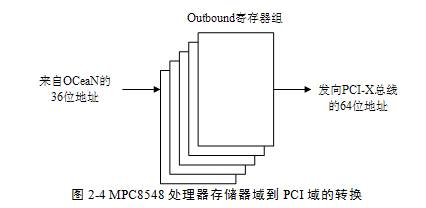 Outbound寄存器组
来自OCeaN的
36位地址
发向PCI-X总线
的64位地址
图 2-4 MPC8548 处理器存储器域到 PCI 域的转换